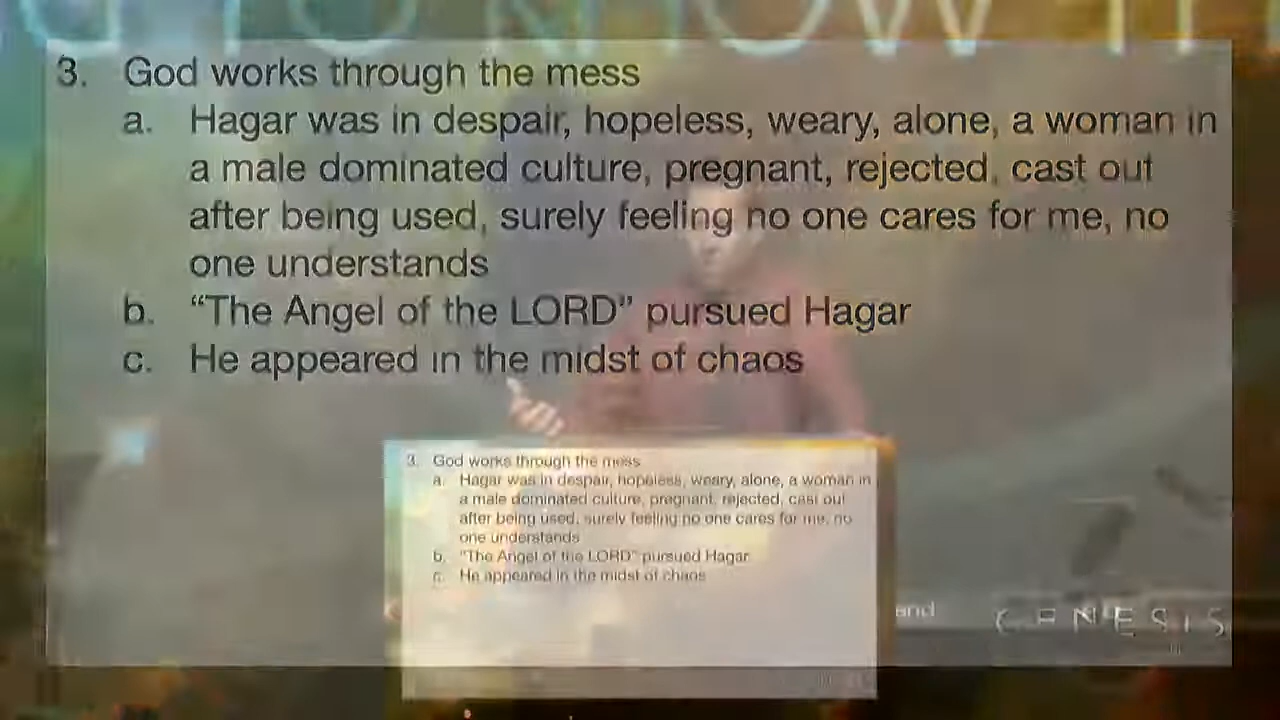 TO KNOW
3. God works through the mess
a. Hagar was in despair, hopeless, weary, alone, a woman in
a male dominated culture, pregnant, rejected, cast out
after being used, surely feeling no one cares for me, no
one understands
b. “The Angel of the LORD” pursued Hagar
c. He appeared in the midst of chaos
3. God works through the mess
a. Hagar was in despair, hopeless, weary, alone, a woman in
a male dominated culture, pregnant, rejected, cast out
after being used, surely feeling no one cares for me, no
one understands
b. “The Angel of the LORD” pursued Hagar
c. He appeared in the midst of chaos
and
GENESIS